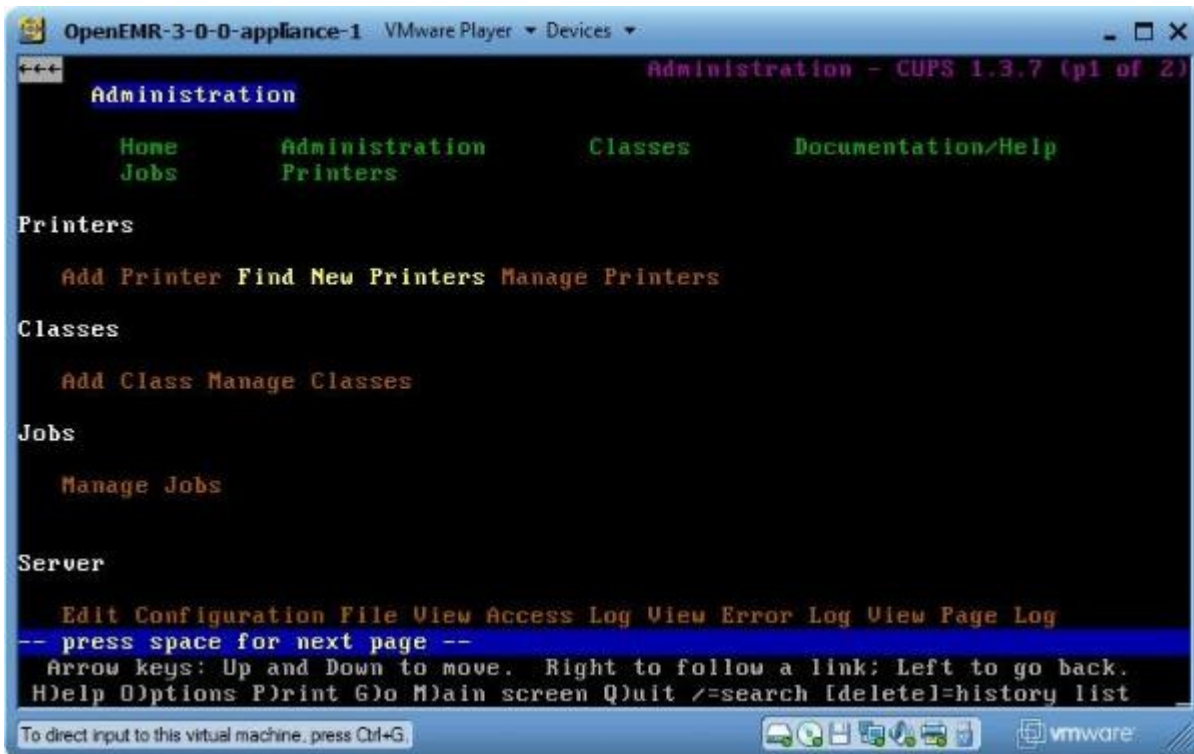 OpenEMR-3-0-0-appliance-1 VMware Player Devices
←←← Administration - CUPS 1.3.7 (p1 of 2)
Administration
Home Administration Classes Documentation/Help
Jobs Printers
Printers
Add Printer Find New Printers Manage Printers
Classes
Add Class Manage Classes
Jobs
Manage Jobs
Server
Edit Configuration File View Access Log View Error Log View Page Log
-- press space for next page --
Arrow keys: Up and Down to move. Right to follow a link; Left to go back.
H)elp O)ptions P)rint G)o M)ain screen Q)uit /=search [delete]=history list
To direct input to this virtual machine, press Ctrl+G.
vmware